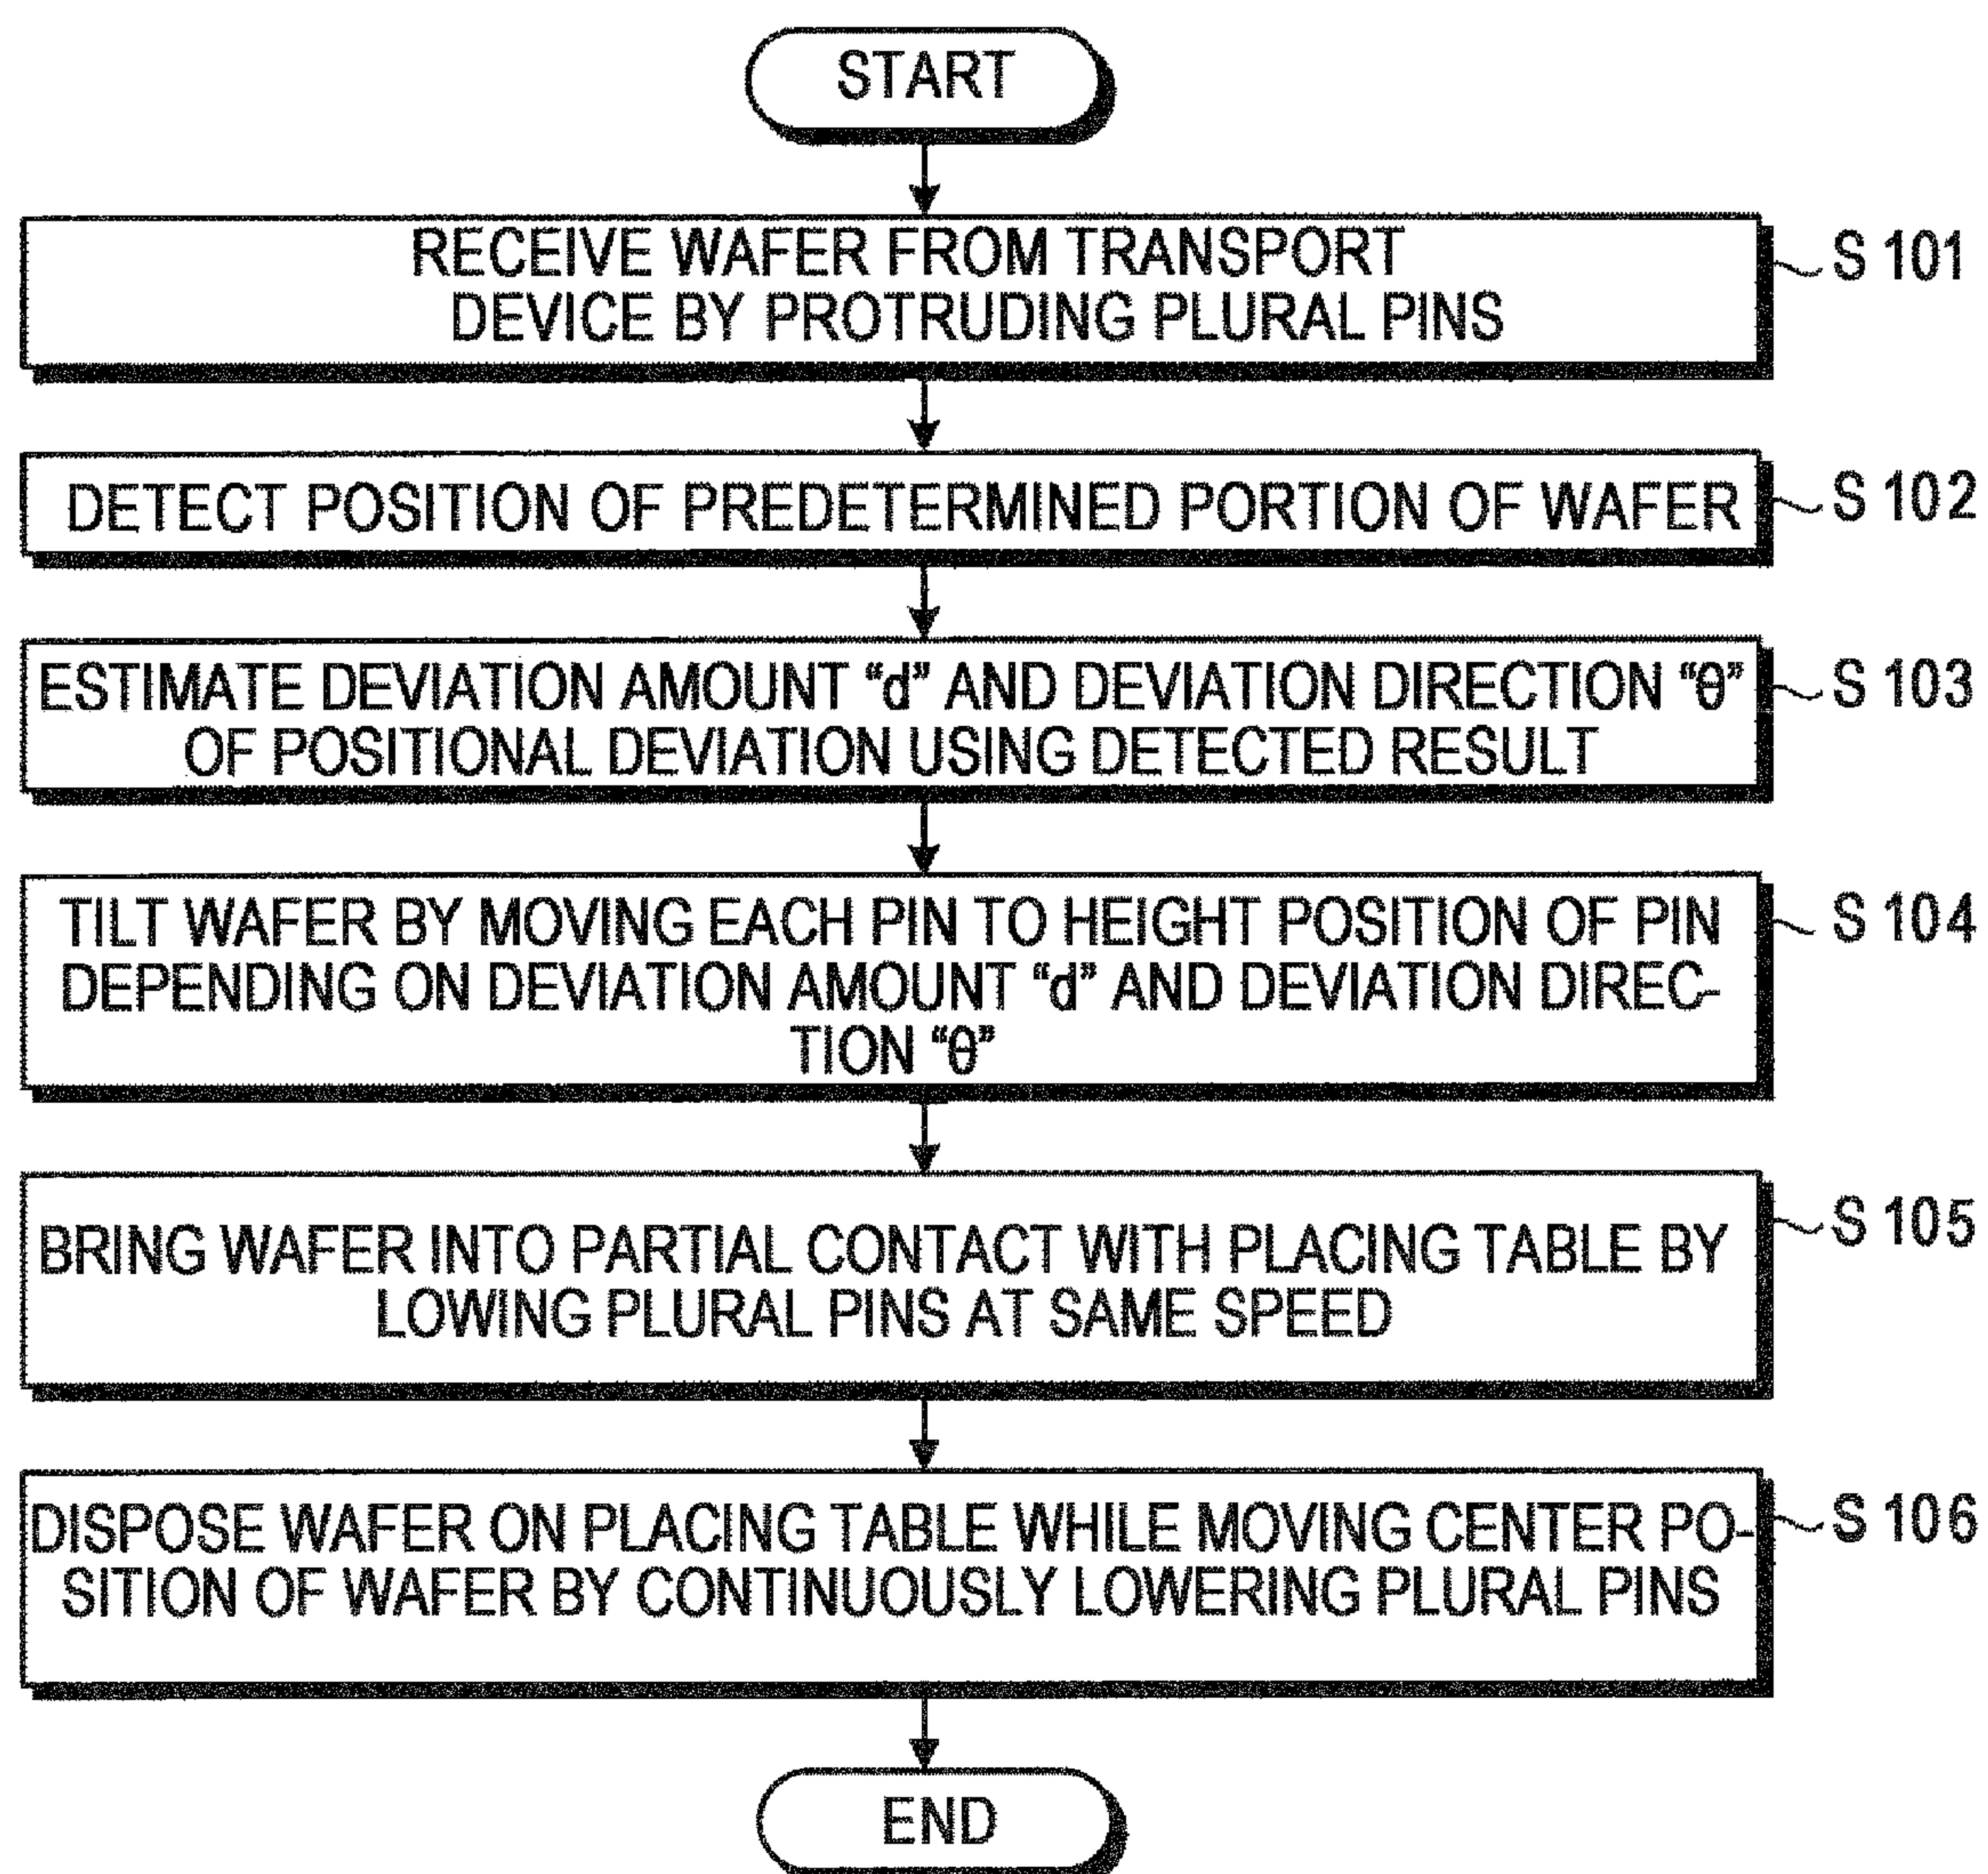 START
RECEIVE WAFER FROM TRANSPORT
DEVICE BY PROTRUDING PLURAL PINS
S 101
DETECT POSITION OF PREDETERMINED PORTION OF WAFER
S 102
ESTIMATE DEVIATION AMOUNT “d” AND DEVIATION DIRECTION “θ”
OF POSITIONAL DEVIATION USING DETECTED RESULT
S 103
TILT WAFER BY MOVING EACH PIN TO HEIGHT POSITION OF PIN
DEPENDING ON DEVIATION AMOUNT “d” AND DEVIATION DIREC-
TION “θ”
S 104
BRING WAFER INTO PARTIAL CONTACT WITH PLACING TABLE BY
LOWING PLURAL PINS AT SAME SPEED
S 105
DISPOSE WAFER ON PLACING TABLE WHILE MOVING CENTER PO-
SITION OF WAFER BY CONTINUOUSLY LOWERING PLURAL PINS
S 106
END